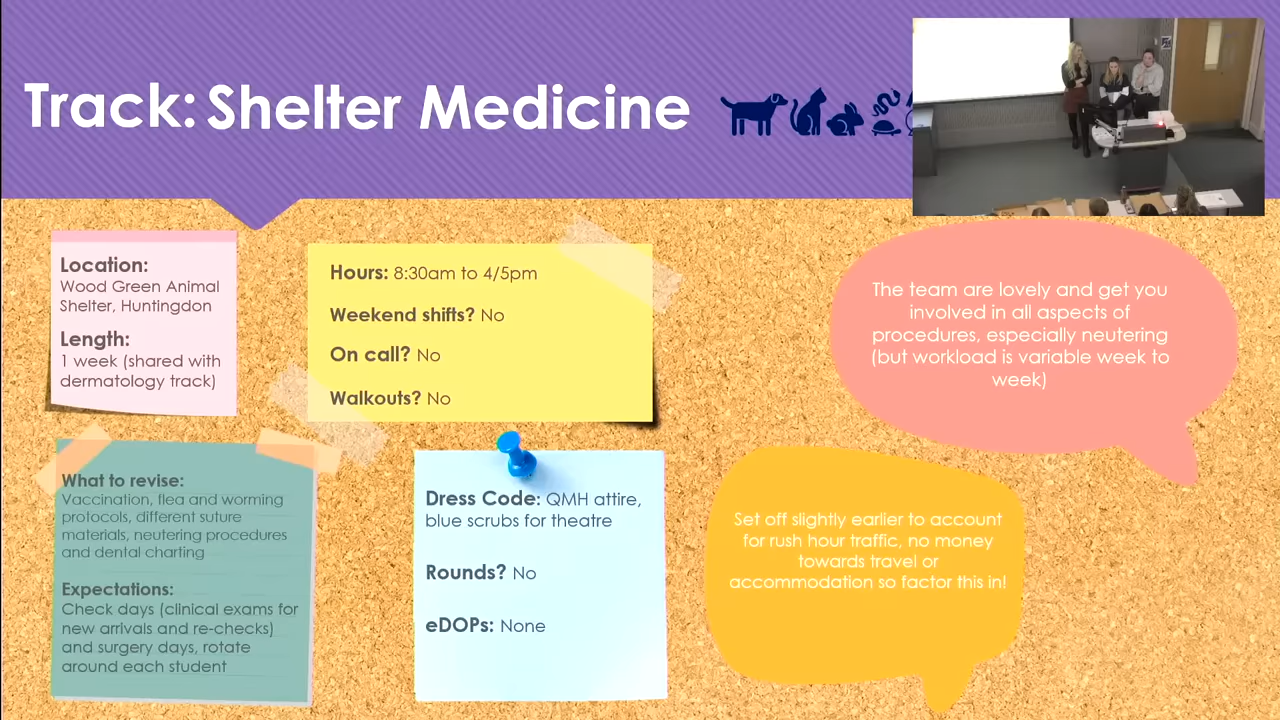 Track: Shelter Medicine
Location:
Wood Green Animal
Shelter, Huntingdon
Length:
1 week (shared with
dermatology track)
Hours: 8:30am to 4/5pm
Weekend shifts? No
On call? No
Walkouts? No
The team are lovely and get you
involved in all aspects of
procedures, especially neutering
(but workload is variable week to
week)
What to revise:
Vaccination, flea and worming
protocols, different suture
materials, neutering procedures
and dental charting
Expectations:
Check days (clinical exams for
new arrivals and re-checks)
and surgery days, rotate
around each student
Dress Code: QMH attire,
blue scrubs for theatre
Rounds? No
eDOPs: None
Set off slightly earlier to account
for rush hour traffic, no money
towards travel or
accommodation so factor this in!